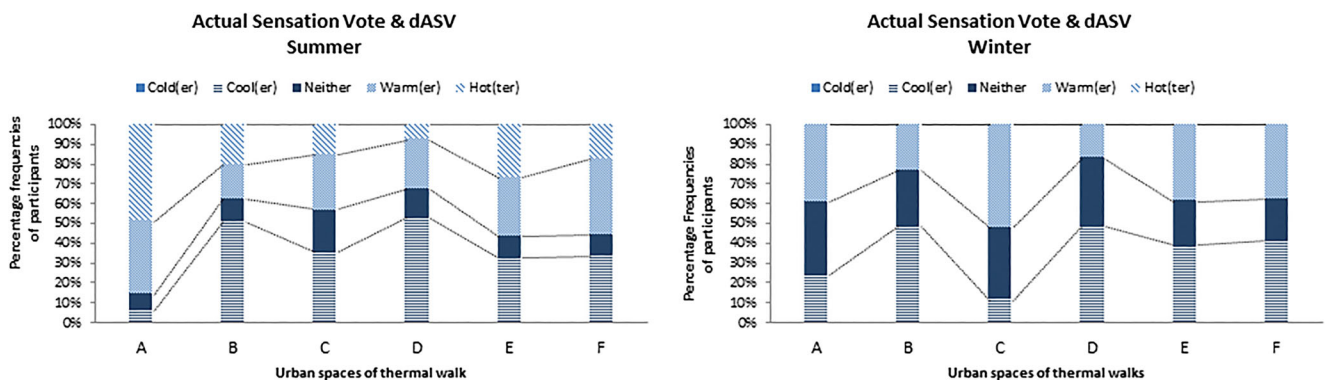 Actual Sensation Vote & dASV
Summer
Cold(er) Cool(er) Neither Warm(er) Hot(ter)
Percentage frequencies
of participants
100%
90%
80%
70%
60%
50%
40%
30%
20%
10%
0%
A B C D E F
Urban spaces of thermal walk
Actual Sensation Vote & dASV
Winter
Cold(er) Cool(er) Neither Warm(er) Hot(ter)
Percentage Frequencies
of participants
100%
90%
80%
70%
60%
50%
40%
30%
20%
10%
0%
A B C D E F
Urban spaces of thermal walks